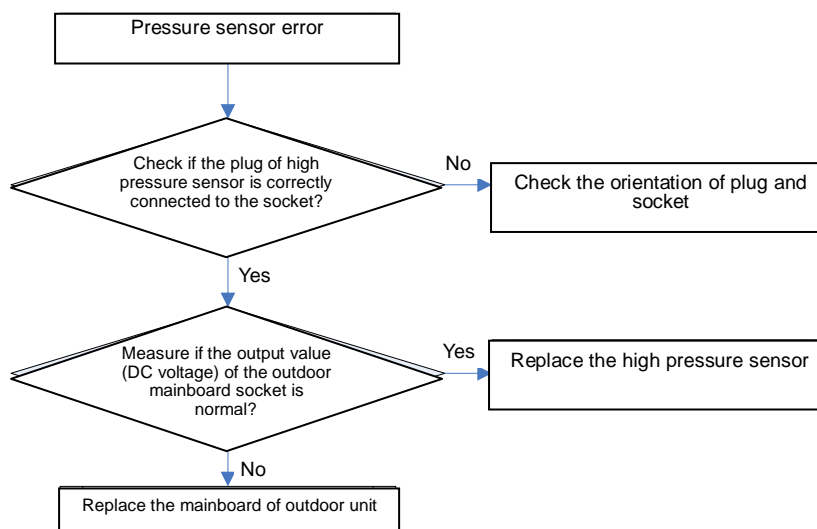 Pressure sensor error
Check if the plug of high
pressure sensor is correctly
connected to the socket?
No
Check the orientation of plug and
socket
Yes
Measure if the output value
(DC voltage) of the outdoor
mainboard socket is
normal?
Yes
Replace the high pressure sensor
No
Replace the mainboard of outdoor unit